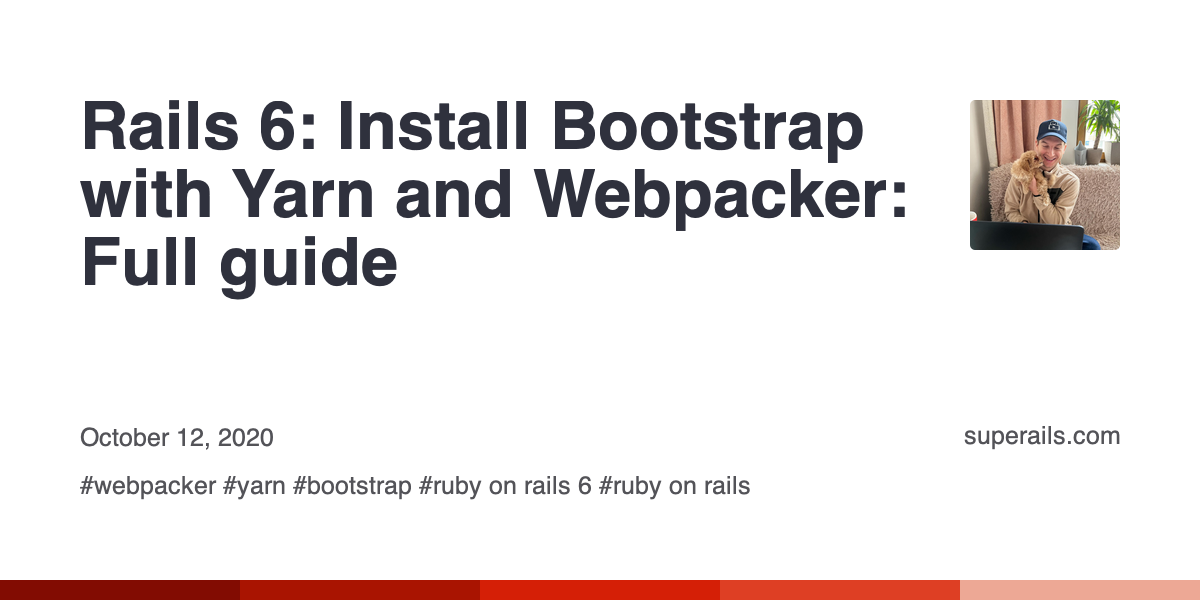 Rails 6: Install Bootstrap
with Yarn and Webpacker:
Full guide
October 12, 2020
superails.com
#webpacker #yarn #bootstrap #ruby on rails 6 #ruby on rails